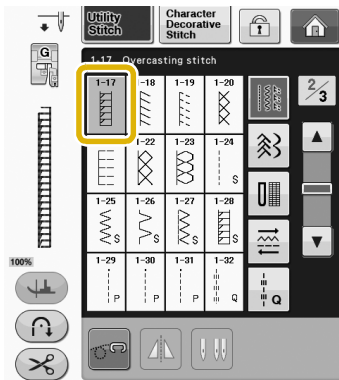 Utility
Stitch
Character
Decorative
Stitch
G
1-17 Overcasting stitch
1-17
1-18
1-19
1-20
2/3
1-22
1-23
1-24
S
1-25
S
1-26
S
1-27
S
1-28
S
1-29
P
1-30
P
1-31
P
1-32
Q
Q
100%